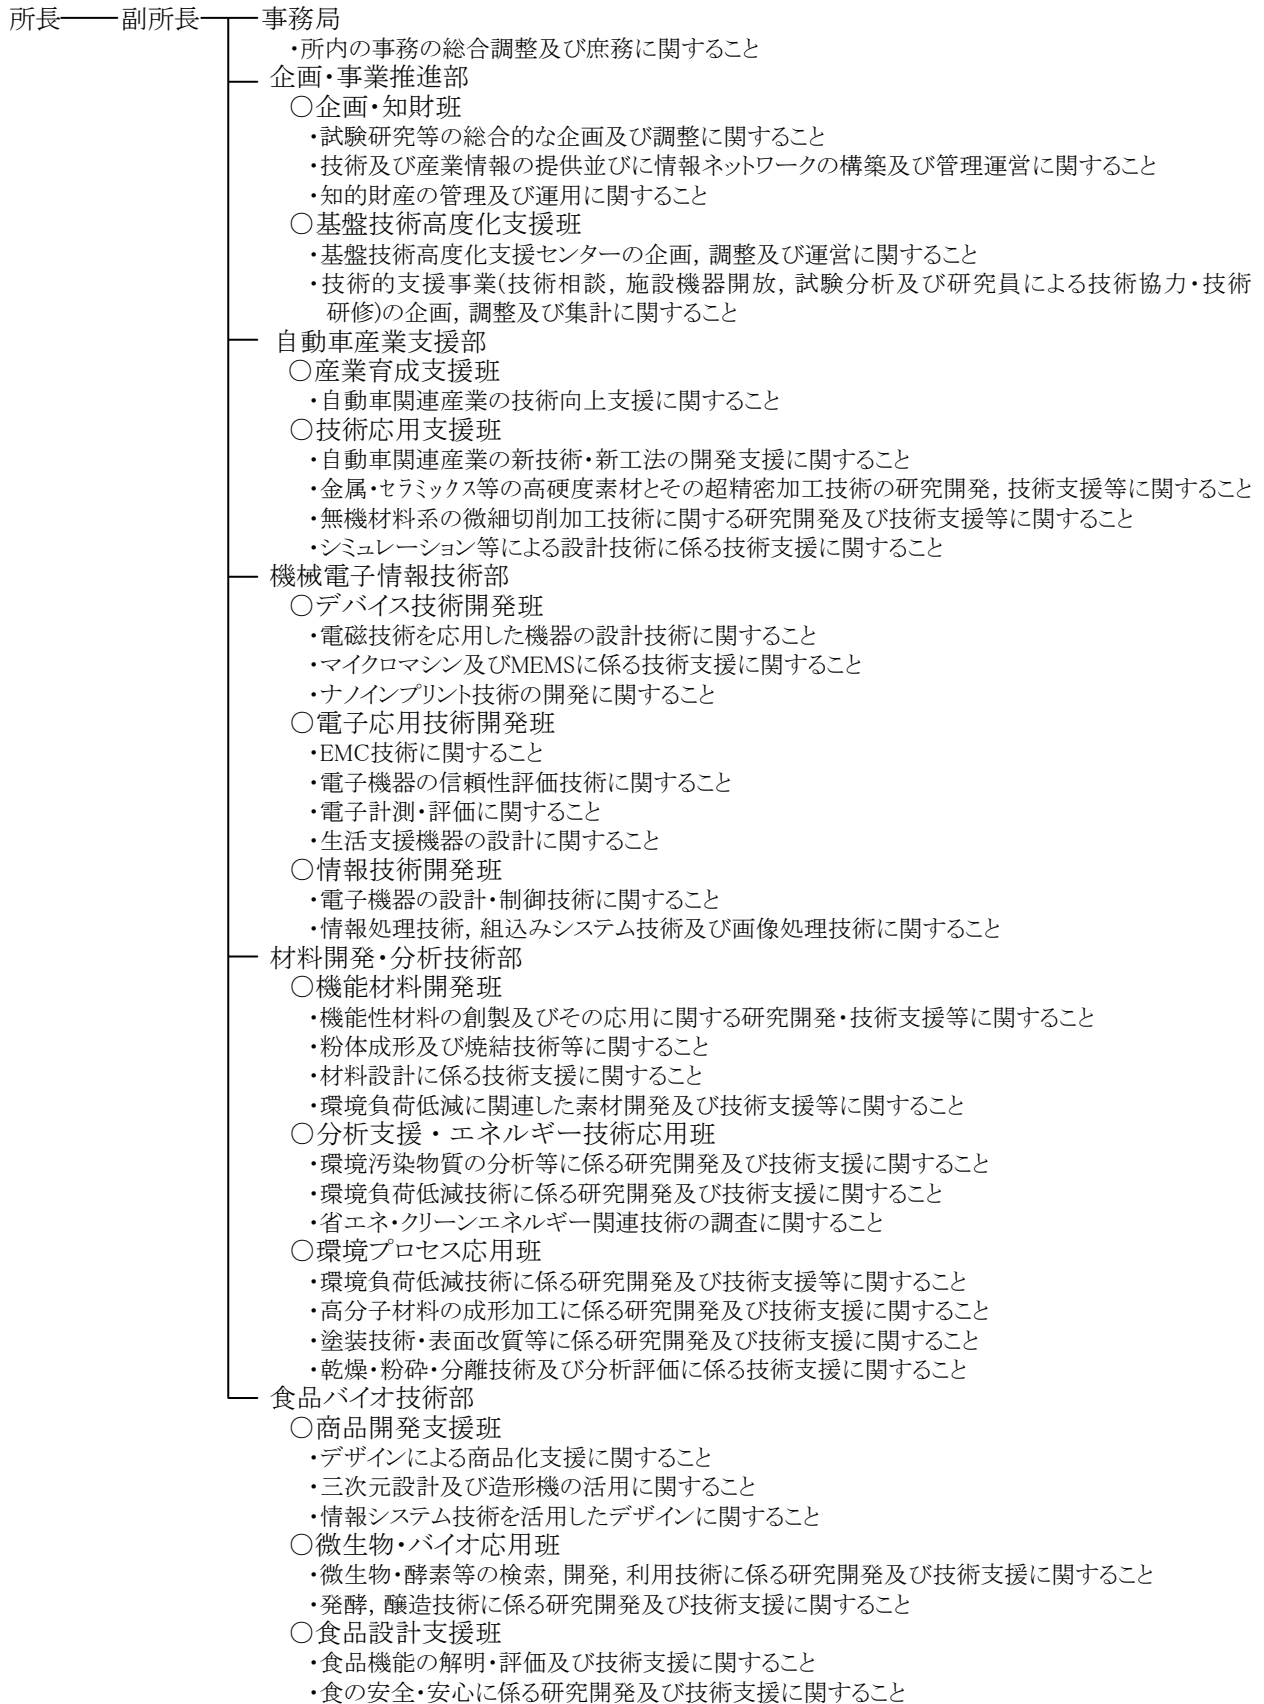 所長──副所長──事務局
・所内の事務の総合調整及び庶務に関すること
企画・事業推進部
○企画・知財班
・試験研究等の総合的な企画及び調整に関すること
・技術及び産業情報の提供並びに情報ネットワークの構築及び管理運営に関すること
・知的財産の管理及び運用に関すること
○基盤技術高度化支援班
・基盤技術高度化支援センターの企画, 調整及び運営に関すること
・技術的支援事業(技術相談, 施設機器開放, 試験分析及び研究員による技術協力・技術
研修)の企画, 調整及び集計に関すること
自動車産業支援部
○産業育成支援班
・自動車関連産業の技術向上支援に関すること
○技術応用支援班
・自動車関連産業の新技術・新工法の開発支援に関すること
・金属・セラミックス等の高硬度素材とその超精密加工技術の研究開発, 技術支援等に関すること
・無機材料系の微細切削加工技術に関する研究開発及び技術支援等に関すること
・シミュレーション等による設計技術に係る技術支援に関すること
機械電子情報技術部
○デバイス技術開発班
・電磁技術を応用した機器の設計技術に関すること
・マイクロマシン及びMEMSに係る技術支援に関すること
・ナノインプリント技術の開発に関すること
○電子応用技術開発班
・EMC技術に関すること
・電子機器の信頼性評価技術に関すること
・電子計測・評価に関すること
・生活支援機器の設計に関すること
○情報技術開発班
・電子機器の設計・制御技術に関すること
・情報処理技術, 組込みシステム技術及び画像処理技術に関すること
材料開発・分析技術部
○機能材料開発班
・機能性材料の創製及びその応用に関する研究開発・技術支援等に関すること
・粉体成形及び焼結技術等に関すること
・材料設計に係る技術支援に関すること
・環境負荷低減に関連した素材開発及び技術支援等に関すること
○分析支援・エネルギー技術応用班
・環境汚染物質の分析等に係る研究開発及び技術支援に関すること
・環境負荷低減技術に係る研究開発及び技術支援に関すること
・省エネ・クリーンエネルギー関連技術の調査に関すること
○環境プロセス応用班
・環境負荷低減技術に係る研究開発及び技術支援等に関すること
・高分子材料の成形加工に係る研究開発及び技術支援に関すること
・塗装技術・表面改質等に係る研究開発及び技術支援に関すること
・乾燥・粉砕・分離技術及び分析評価に係る技術支援に関すること
食品バイオ技術部
○商品開発支援班
・デザインによる商品化支援に関すること
・三次元設計及び造形機の活用に関すること
・情報システム技術を活用したデザインに関すること
○微生物・バイオ応用班
・微生物・酵素等の検索, 開発, 利用技術に係る研究開発及び技術支援に関すること
・発酵, 醸造技術に係る研究開発及び技術支援に関すること
○食品設計支援班
・食品機能の解明・評価及び技術支援に関すること
・食の安全・安心に係る研究開発及び技術支援に関すること